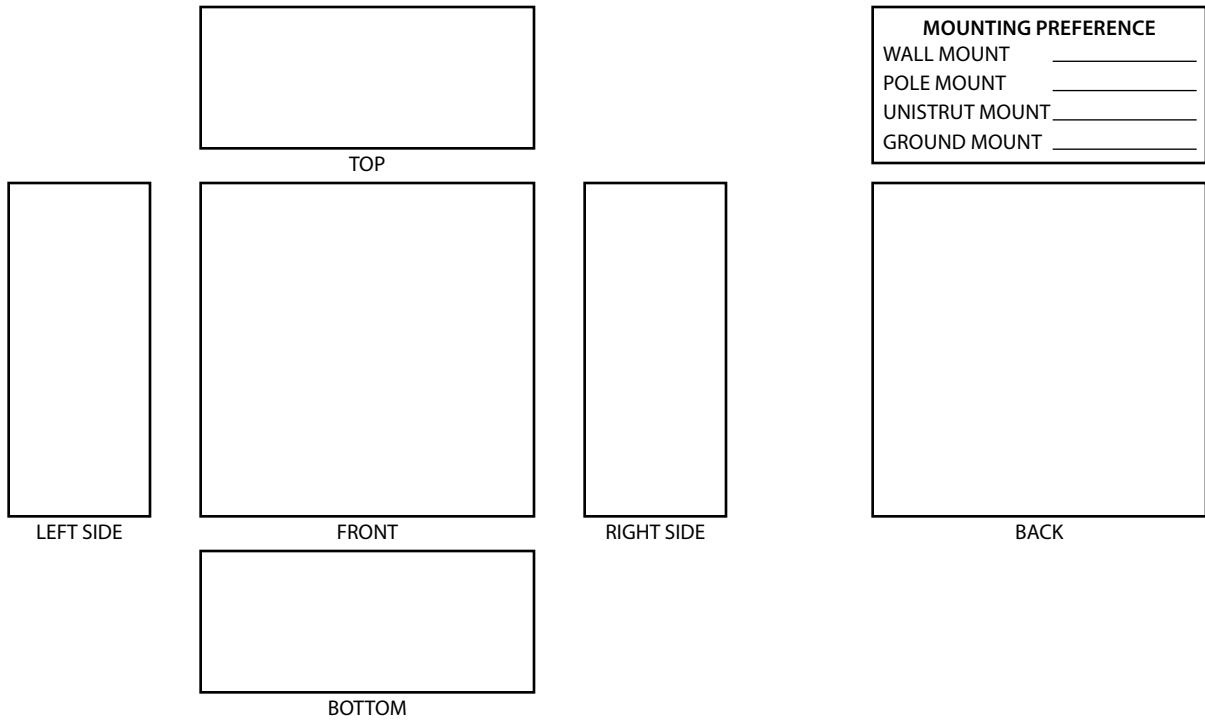 MOUNTING PREFERENCE
WALL MOUNT
POLE MOUNT
UNISTRUT MOUNT
GROUND MOUNT
TOP
LEFT SIDE
FRONT
RIGHT SIDE
BACK
BOTTOM